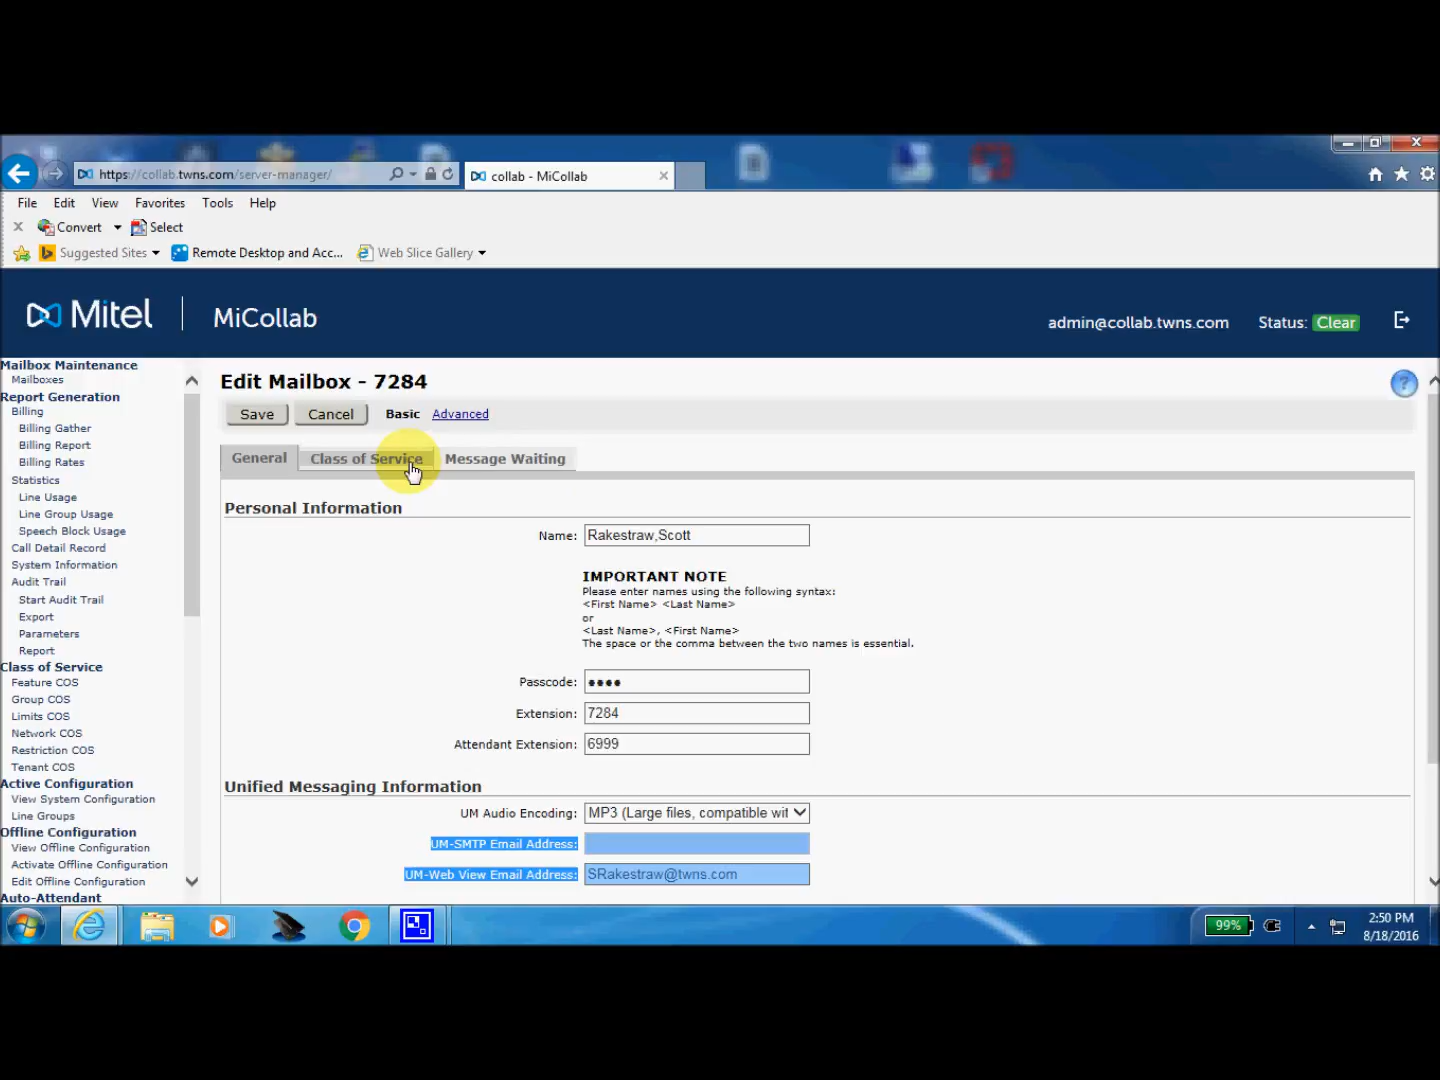 https://collab.twns.com/server-manager/
collab - MiCollab
File Edit View Favorites Tools Help
Convert Select
Suggested Sites Remote Desktop and Acc... Web Slice Gallery
Mitel MiCollab
admin@collab.twns.com Status: Clear
Mailbox Maintenance
Mailboxes
Report Generation
Billing
Billing Gather
Billing Report
Billing Rates
Statistics
Line Usage
Line Group Usage
Speech Block Usage
Call Detail Record
System Information
Audit Trail
Start Audit Trail
Export
Parameters
Report
Class of Service
Feature COS
Group COS
Limits COS
Network COS
Restriction COS
Tenant COS
Active Configuration
View System Configuration
Line Groups
Offline Configuration
View Offline Configuration
Activate Offline Configuration
Edit Offline Configuration
Auto-Attendant
Edit Mailbox - 7284
Save Cancel Basic Advanced
General Class of Service Message Waiting
Personal Information
Name: Rakestraw,Scott
IMPORTANT NOTE
Please enter names using the following syntax:
<First Name> <Last Name>
or
<Last Name>, <First Name>
The space or the comma between the two names is essential.
Passcode: ••••
Extension: 7284
Attendant Extension: 6999
Unified Messaging Information
UM Audio Encoding: MP3 (Large files, compatible wit
UM-SMTP Email Address:
UM-Web View Email Address: SRakestraw@twns.com
99%
2:50 PM
8/18/2016